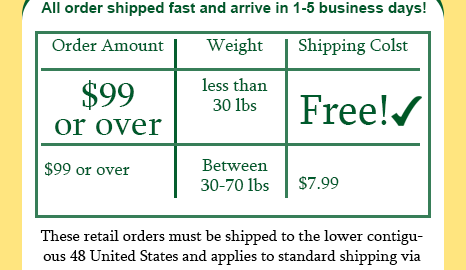 All order shipped fast and arrive in 1-5 business days!
Order Amount Weight Shipping Colst
$99
or over
less than
30 lbs
Free!✓
$99 or over
Between
30-70 lbs
$7.99
These retail orders must be shipped to the lower contigu-
ous 48 United States and applies to standard shipping via